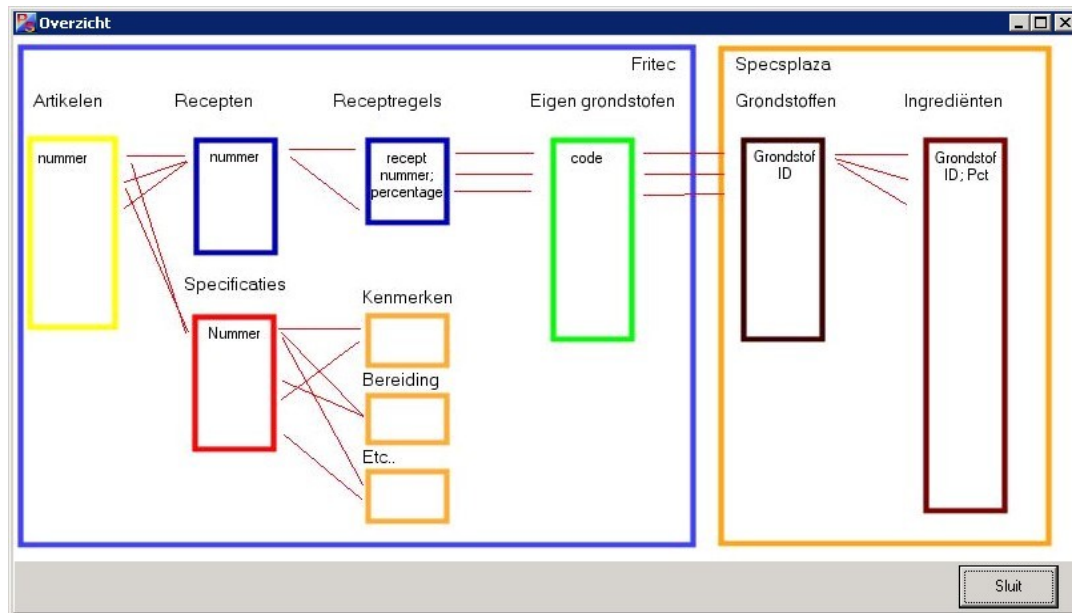 Overzicht
Fritec
Specsplaza
Artikelen
Recepten
Receptregels
Eigen grondstofen
Grondstoffen
Ingrediënten
nummer
nummer
recept
nummer;
percentage
code
Grondstof
ID
Grondstof
ID; Pct
Specificaties
Nummer
Kenmerken
Bereiding
Etc..
Sluit